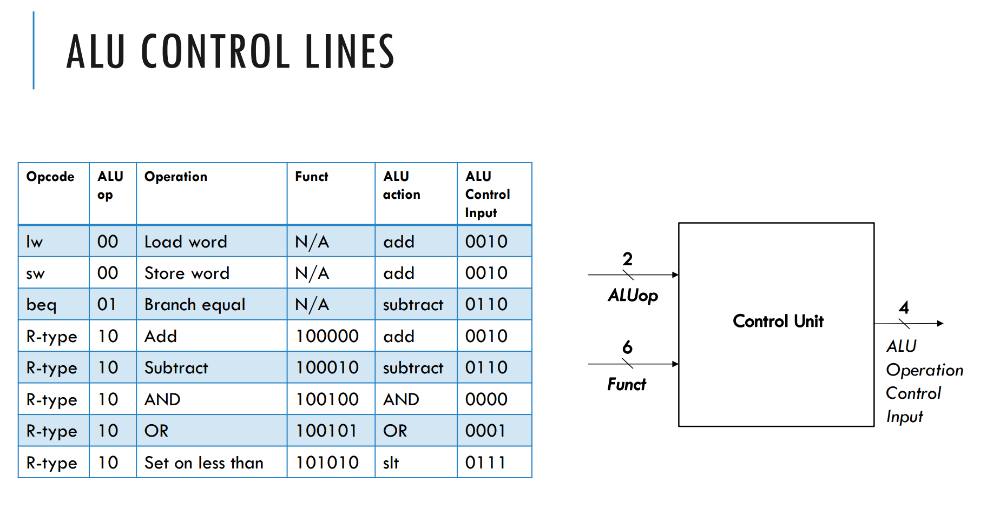 ALU CONTROL LINES
Opcode ALU op Operation Funct ALU action ALU Control Input
lw 00 Load word N/A add 0010
sw 00 Store word N/A add 0010
beq 01 Branch equal N/A subtract 0110
R-type 10 Add 100000 add 0010
R-type 10 Subtract 100010 subtract 0110
R-type 10 AND 100100 AND 0000
R-type 10 OR 100101 OR 0001
R-type 10 Set on less than 101010 slt 0111
2
ALUop
6
Funct
Control Unit
4
ALU
Operation
Control
Input